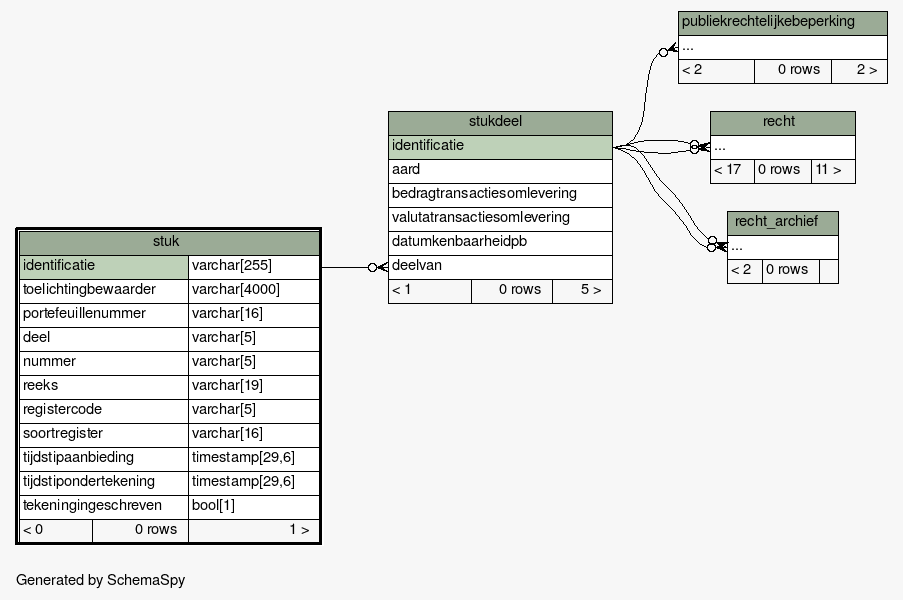 publiekrechtelijkebeperking
...
< 2 0 rows 2 >
stukdeel
identificatie
aard
bedragtransactiesomlevering
valutatransactiesomlevering
datumkenbaarheidpb
deelvan
< 1 0 rows 5 >
recht
...
< 17 0 rows 11 >
recht_archief
...
< 2 0 rows
stuk
identificatie varchar[255]
toelichtingbewaarder varchar[4000]
portefeuillenummer varchar[16]
deel varchar[5]
nummer varchar[5]
reeks varchar[19]
registercode varchar[5]
soortregister varchar[16]
tijdstipaanbieding timestamp[29,6]
tijdstipondertekening timestamp[29,6]
tekeningingeschreven bool[1]
< 0 0 rows 1 >
Generated by SchemaSpy